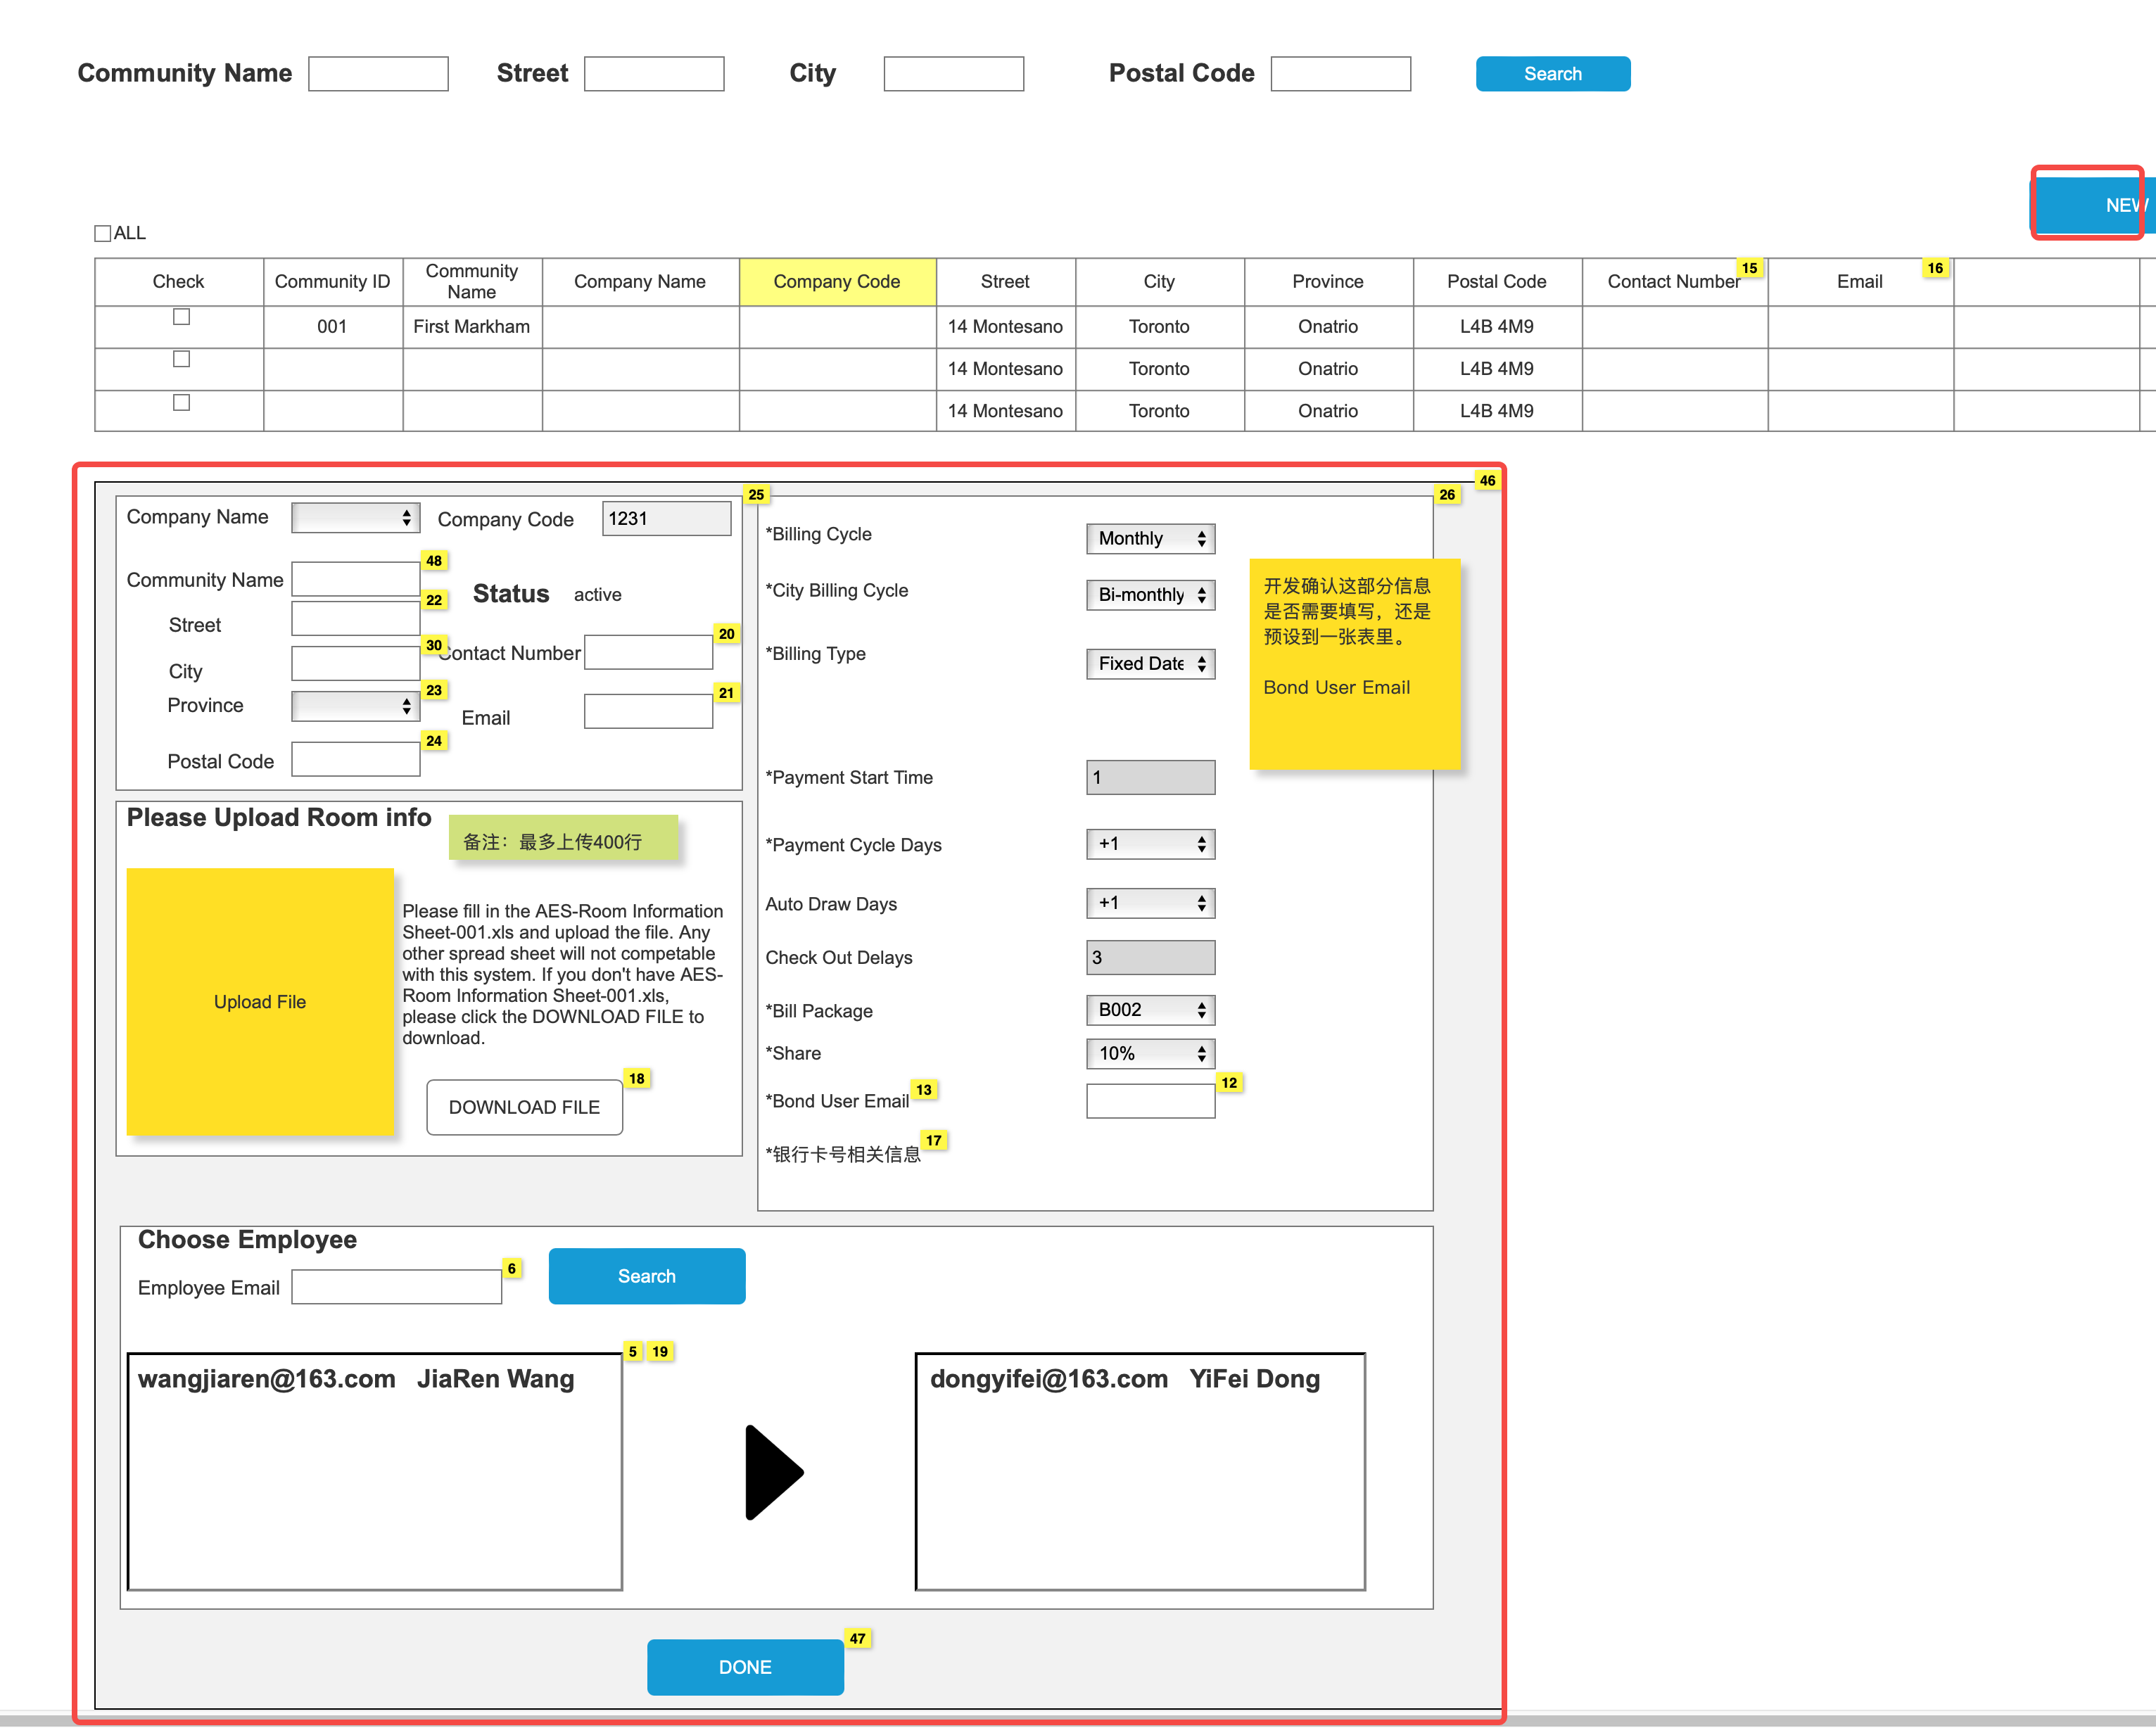 Community Name Street City Postal Code Search
NEW
ALL
Check Community ID Community Name Company Name Company Code Street City Province Postal Code Contact Number 15 Email 16
001 First Markham 14 Montesano Toronto Onatrio L4B 4M9
14 Montesano Toronto Onatrio L4B 4M9
14 Montesano Toronto Onatrio L4B 4M9
46
25
26
Company Name Company Code 1231
Community Name 48
Status active
Street 22
City 30
Contact Number 20
Province 23
Email 21
Postal Code 24
Please Upload Room info
备注：最多上传400行
Upload File
Please fill in the AES-Room Information
Sheet-001.xls and upload the file. Any
other spread sheet will not competable
with this system. If you don't have AES-
Room Information Sheet-001.xls,
please click the DOWNLOAD FILE to
download.
DOWNLOAD FILE 18
*Billing Cycle Monthly
*City Billing Cycle Bi-monthly
*Billing Type Fixed Date
开发确认这部分信息
是否需要填写，还是
预设到一张表里。
Bond User Email
*Payment Start Time 1
*Payment Cycle Days +1
Auto Draw Days +1
Check Out Delays 3
*Bill Package B002
*Share 10%
*Bond User Email 13 12
*银行卡号相关信息 17
Choose Employee
Employee Email 6 Search
5 19
wangjiaren@163.com JiaRen Wang
dongyifei@163.com YiFei Dong
DONE 47